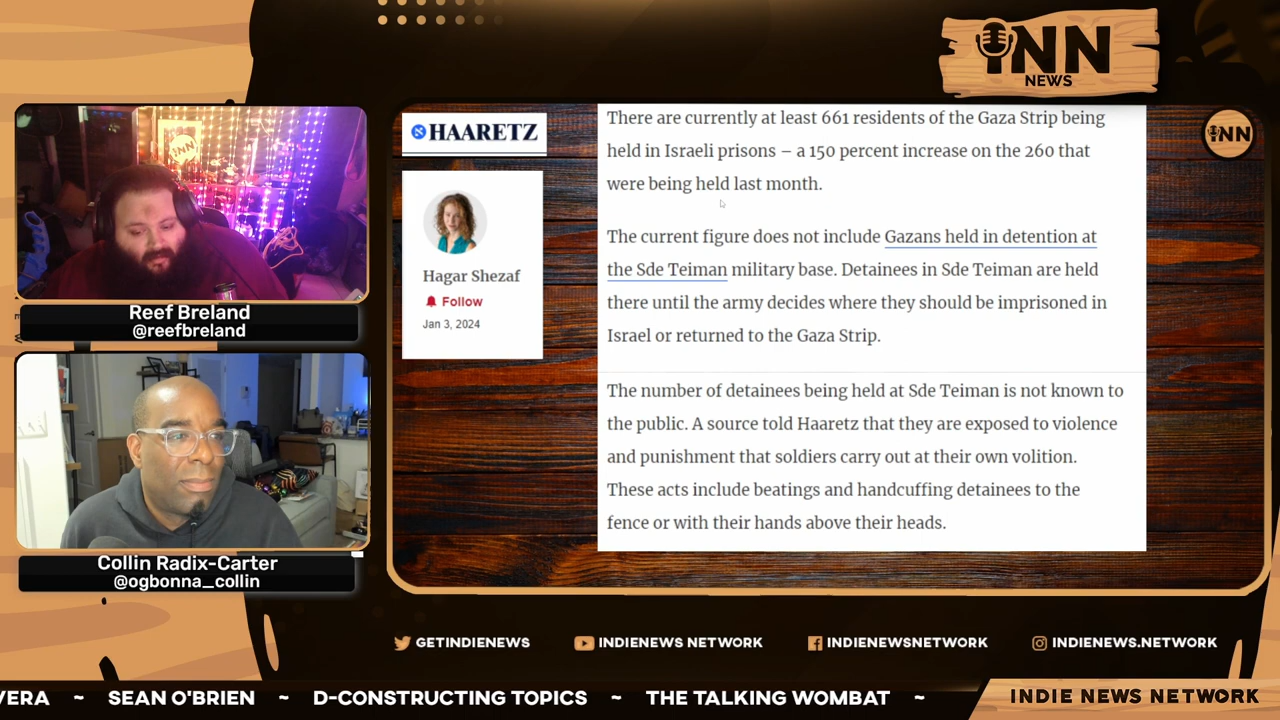 INN
NEWS
INN
Reef Breland
@reefbreland
Collin Radix-Carter
@ogbonna_collin
HAARETZ
Hagar Shezaf
Follow
Jan 3, 2024
There are currently at least 661 residents of the Gaza Strip being
held in Israeli prisons – a 150 percent increase on the 260 that
were being held last month.
The current figure does not include Gazans held in detention at
the Sde Teiman military base. Detainees in Sde Teiman are held
there until the army decides where they should be imprisoned in
Israel or returned to the Gaza Strip.
The number of detainees being held at Sde Teiman is not known to
the public. A source told Haaretz that they are exposed to violence
and punishment that soldiers carry out at their own volition.
These acts include beatings and handcuffing detainees to the
fence or with their hands above their heads.
GETINDIENEWS
INDIENEWS NETWORK
INDIENEWSNETWORK
INDIENEWS.NETWORK
VERA ~ SEAN O'BRIEN ~ D-CONSTRUCTING TOPICS ~ THE TALKING WOMBAT ~
INDIE NEWS NETWORK